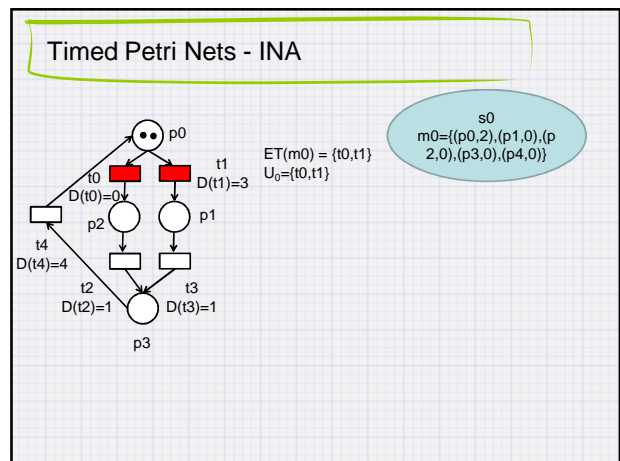 Timed Petri Nets - INA
s0
m0={(p0,2),(p1,0),(p
2,0),(p3,0),(p4,0)}
p0
ET(m0) = {t0,t1}
U₀={t0,t1}
t0
D(t0)=0
t1
D(t1)=3
p2
p1
t4
D(t4)=4
t2
D(t2)=1
t3
D(t3)=1
p3